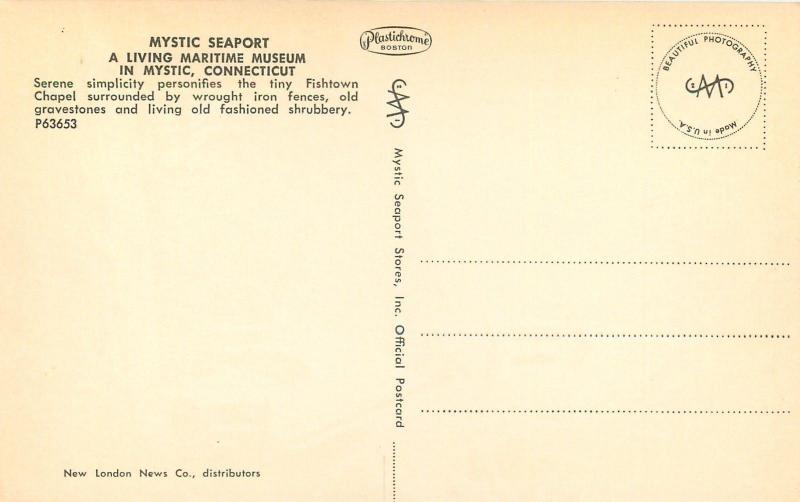 MYSTIC SEAPORT
A LIVING MARITIME MUSEUM
IN MYSTIC, CONNECTICUT
Serene simplicity personifies the tiny Fishtown
Chapel surrounded by wrought iron fences, old
gravestones and living old fashioned shrubbery.
P63653
New London News Co., distributors
Plastichrome
BOSTON
Mystic Seaport Stores, Inc. Official Postcard
BEAUTIFUL PHOTOGRAPHY
Made in U.S.A.